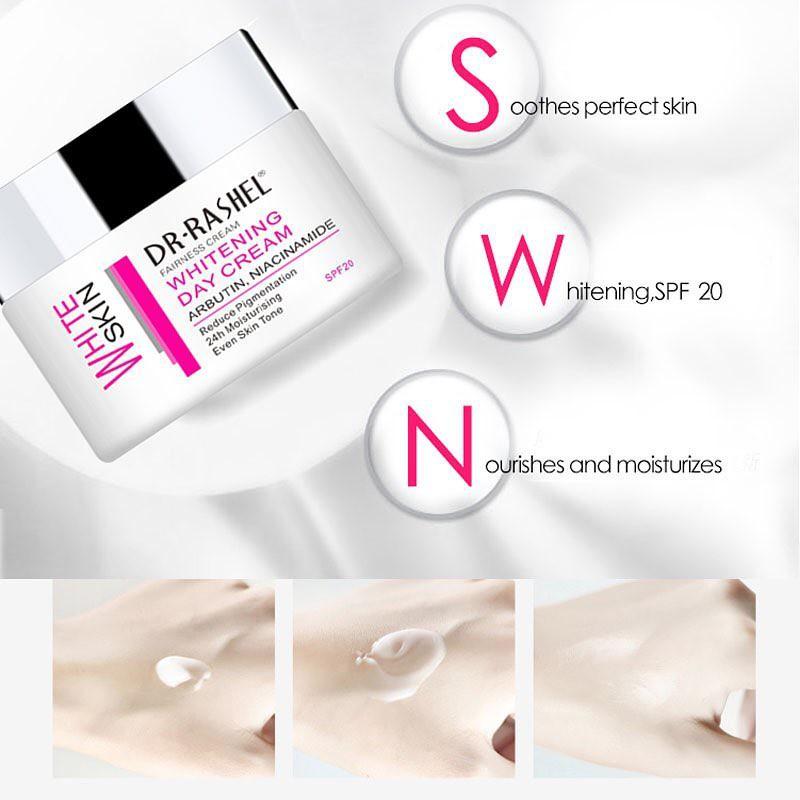 WHITE
SKIN
DR·RASHEL®
FAIRNESS CREAM
WHITENING
DAY CREAM
ARBUTIN, NIACINAMIDE
Reduce Pigmentation
24h Moisturising
Even Skin Tone
SPF20
Soothes perfect skin
Whitening,SPF 20
Nourishes and moisturizes